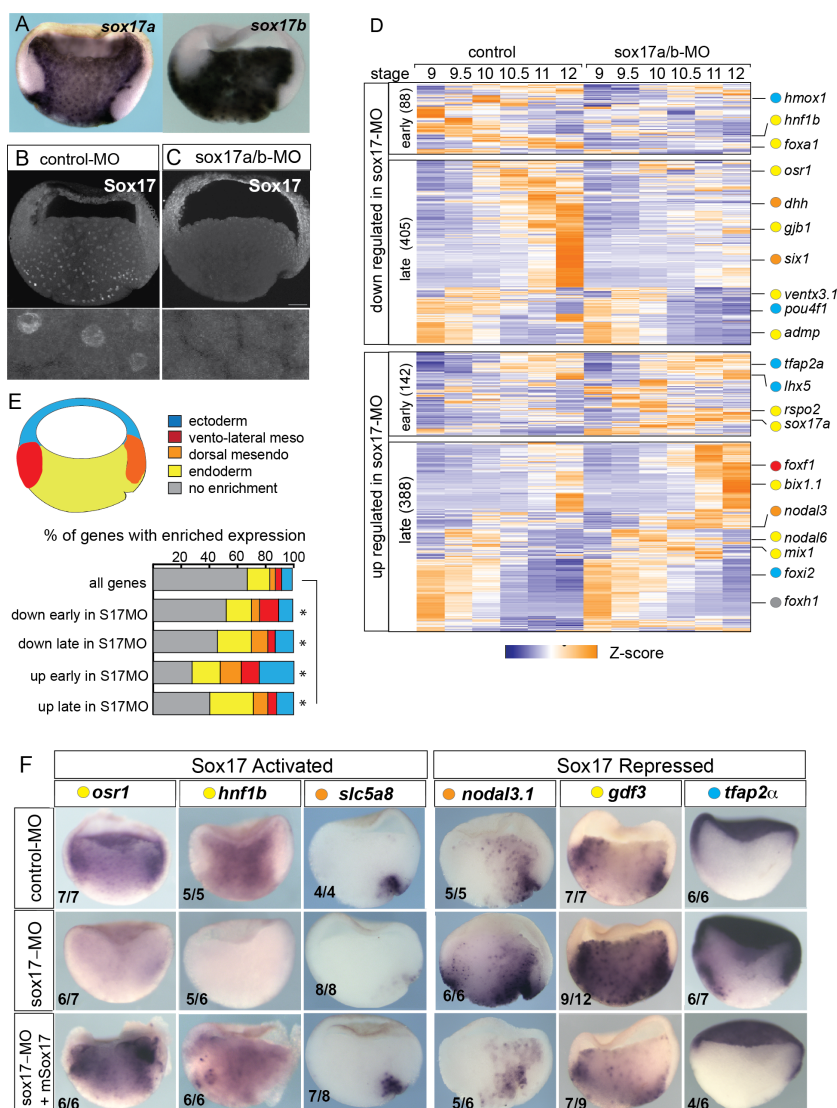 A
sox17a
sox17b
B
control-MO
Sox17
C
sox17a/b-MO
Sox17
D
control
sox17a/b-MO
stage 9 9.5 10 10.5 11 12 9 9.5 10 10.5 11 12
down regulated in sox17-MO
early (88)
late (405)
up regulated in sox17-MO
early (142)
late (388)
hmox1
hnf1b
foxa1
osr1
dhh
gjb1
six1
ventx3.1
pou4f1
admp
tfap2a
lhx5
rspo2
sox17a
foxf1
bix1.1
nodal3
nodal6
mix1
foxi2
foxh1
Z-score
E
ectoderm
vento-lateral meso
dorsal mesendo
endoderm
no enrichment
% of genes with enriched expression
20 40 60 80 100
all genes
down early in S17MO *
down late in S17MO *
up early in S17MO *
up late in S17MO *
F
Sox17 Activated
Sox17 Repressed
osr1 hnf1b slc5a8 nodal3.1 gdf3 tfap2α
control-MO
7/7 5/5 4/4 5/5 7/7 6/6
sox17–MO
6/7 5/6 8/8 6/6 9/12 6/7
sox17–MO
+ mSox17
6/6 6/6 7/8 5/6 7/9 4/6